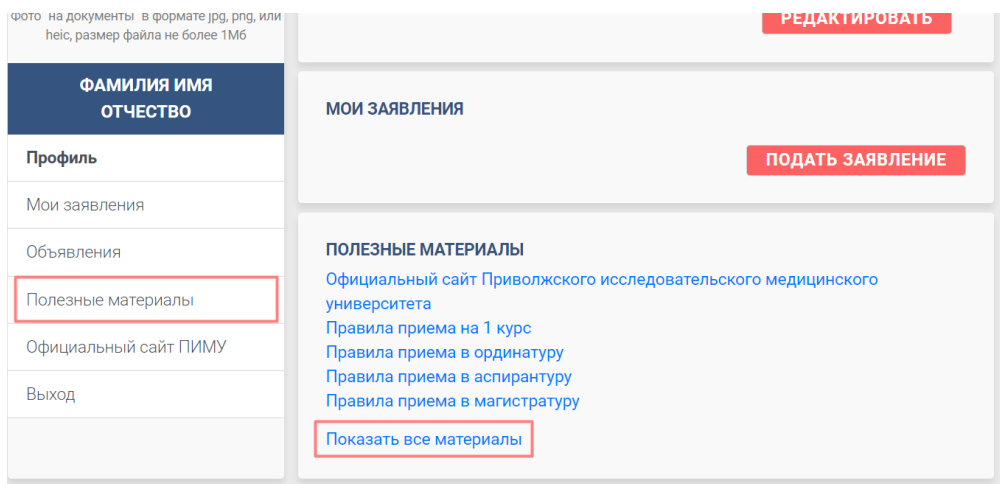 фото "на документы" в формате jpg, png, или
heic, размер файла не более 1Мб
ФАМИЛИЯ ИМЯ
ОТЧЕСТВО
Профиль
Мои заявления
Объявления
Полезные материалы
Официальный сайт ПИМУ
Выход
РЕДАКТИРОВАТЬ
МОИ ЗАЯВЛЕНИЯ
ПОДАТЬ ЗАЯВЛЕНИЕ
ПОЛЕЗНЫЕ МАТЕРИАЛЫ
Официальный сайт Приволжского исследовательского медицинского
университета
Правила приема на 1 курс
Правила приема в ординатуру
Правила приема в аспирантуру
Правила приема в магистратуру
Показать все материалы